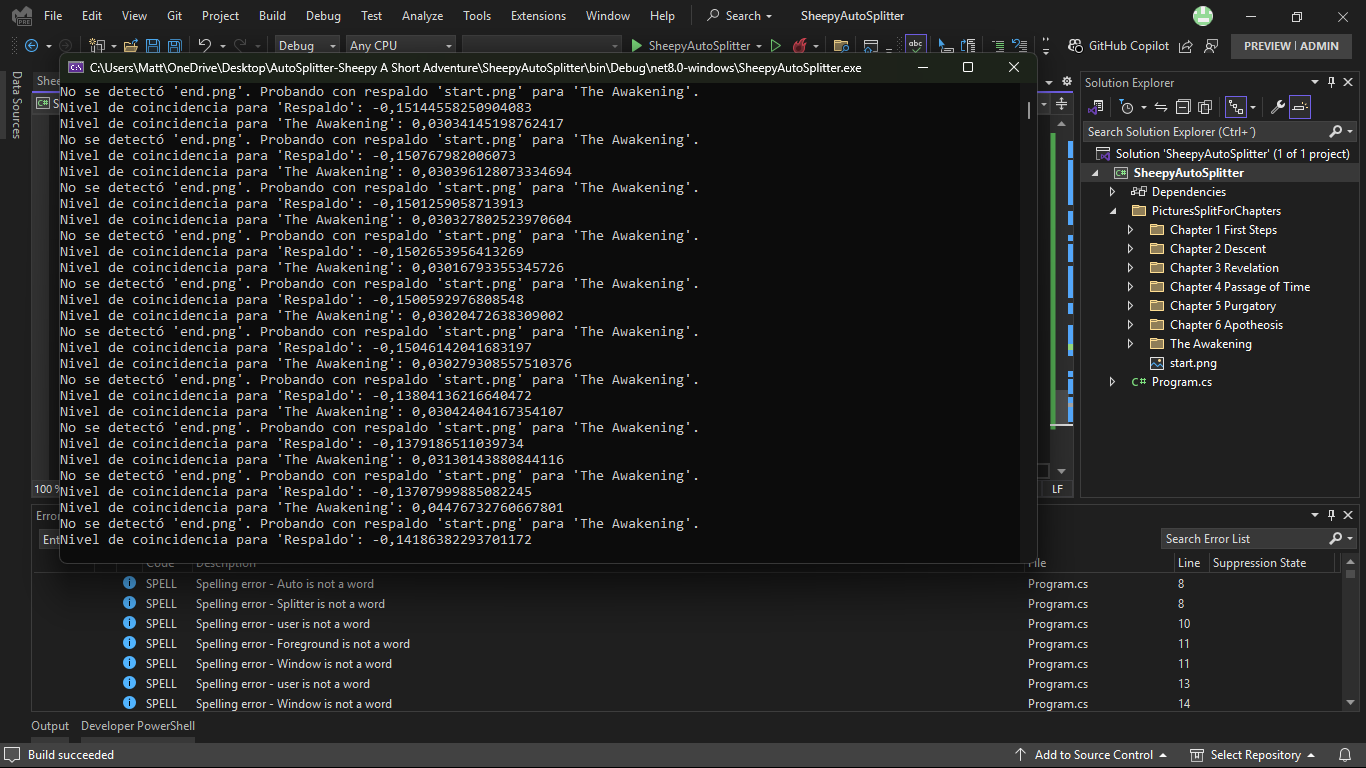 File Edit View Git Project Build Debug Test Analyze Tools Extensions Window Help Search SheepyAutoSplitter
Debug Any CPU SheepyAutoSplitter GitHub Copilot PREVIEW | ADMIN
C:\Users\Matt\OneDrive\Desktop\AutoSplitter-Sheepy A Short Adventure\SheepyAutoSplitter\bin\Debug\net8.0-windows\SheepyAutoSplitter.exe
Data Sources
No se detectó 'end.png'. Probando con respaldo 'start.png' para 'The Awakening'.
Nivel de coincidencia para 'Respaldo': -0,15144558250904083
Nivel de coincidencia para 'The Awakening': 0,03034145198762417
No se detectó 'end.png'. Probando con respaldo 'start.png' para 'The Awakening'.
Nivel de coincidencia para 'Respaldo': -0,150767982006073
Nivel de coincidencia para 'The Awakening': 0,030396128073334694
No se detectó 'end.png'. Probando con respaldo 'start.png' para 'The Awakening'.
Nivel de coincidencia para 'Respaldo': -0,1501259058713913
Nivel de coincidencia para 'The Awakening': 0,030327802523970604
No se detectó 'end.png'. Probando con respaldo 'start.png' para 'The Awakening'.
Nivel de coincidencia para 'Respaldo': -0,1502653956413269
Nivel de coincidencia para 'The Awakening': 0,03016793355345726
No se detectó 'end.png'. Probando con respaldo 'start.png' para 'The Awakening'.
Nivel de coincidencia para 'Respaldo': -0,1500592976808548
Nivel de coincidencia para 'The Awakening': 0,03020472638309002
No se detectó 'end.png'. Probando con respaldo 'start.png' para 'The Awakening'.
Nivel de coincidencia para 'Respaldo': -0,15046142041683197
Nivel de coincidencia para 'The Awakening': 0,030279308557510376
No se detectó 'end.png'. Probando con respaldo 'start.png' para 'The Awakening'.
Nivel de coincidencia para 'Respaldo': -0,13804136216640472
Nivel de coincidencia para 'The Awakening': 0,03042404167354107
No se detectó 'end.png'. Probando con respaldo 'start.png' para 'The Awakening'.
Nivel de coincidencia para 'Respaldo': -0,1379186511039734
Nivel de coincidencia para 'The Awakening': 0,03130143880844116
No se detectó 'end.png'. Probando con respaldo 'start.png' para 'The Awakening'.
Nivel de coincidencia para 'Respaldo': -0,13707999885082245
Nivel de coincidencia para 'The Awakening': 0,04476732760667801
No se detectó 'end.png'. Probando con respaldo 'start.png' para 'The Awakening'.
Nivel de coincidencia para 'Respaldo': -0,14186382293701172
Solution Explorer
Search Solution Explorer (Ctrl+´)
Solution 'SheepyAutoSplitter' (1 of 1 project)
SheepyAutoSplitter
Dependencies
PicturesSplitForChapters
Chapter 1 First Steps
Chapter 2 Descent
Chapter 3 Revelation
Chapter 4 Passage of Time
Chapter 5 Purgatory
Chapter 6 Apotheosis
The Awakening
start.png
C# Program.cs
100 %
LF
Search Error List
Code Description File Line Suppression State
SPELL Spelling error - Auto is not a word Program.cs 8
SPELL Spelling error - Splitter is not a word Program.cs 8
SPELL Spelling error - user is not a word Program.cs 10
SPELL Spelling error - Foreground is not a word Program.cs 11
SPELL Spelling error - Window is not a word Program.cs 11
SPELL Spelling error - user is not a word Program.cs 13
SPELL Spelling error - Window is not a word Program.cs 14
Output Developer PowerShell
Build succeeded Add to Source Control Select Repository